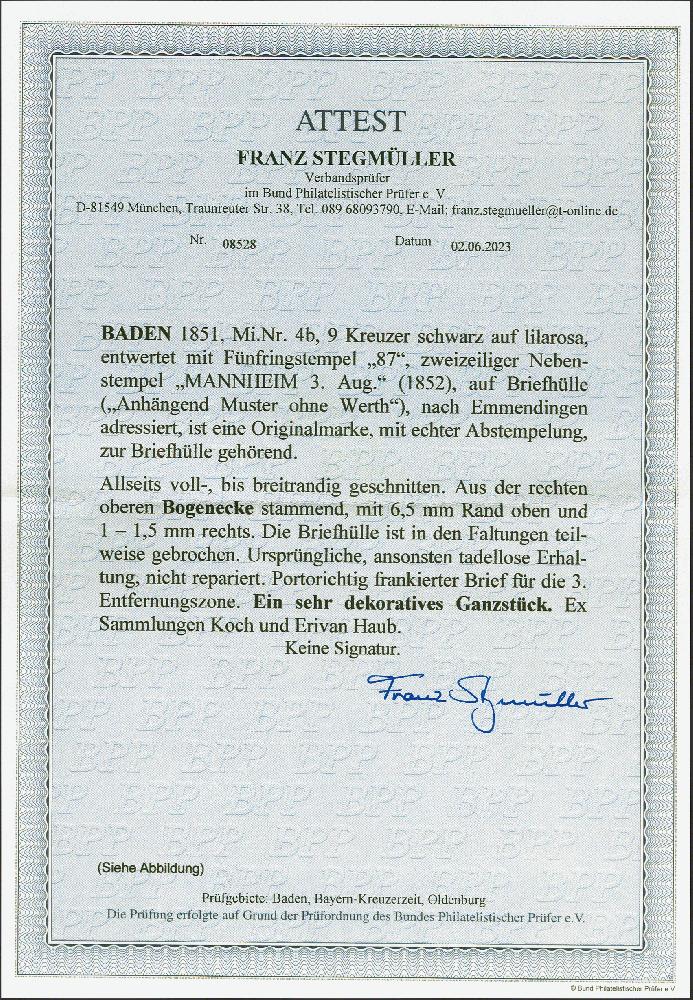 ATTEST
FRANZ STEGMÜLLER
Verbandsprüfer
im Bund Philatelistischer Prüfer e. V
D-81549 München, Traunreuter Str. 38, Tel. 089 68093790, E-Mail: franz.stegmueller@t-online.de
Nr. 08528 Datum 02.06.2023
BADEN 1851, Mi.Nr. 4b, 9 Kreuzer schwarz auf lilarosa,
entwertet mit Fünfringstempel „87“, zweizeiliger Neben-
stempel „MANNHEIM 3. Aug.“ (1852), auf Briefhülle
(„Anhängend Muster ohne Werth“), nach Emmendingen
adressiert, ist eine Originalmarke, mit echter Abstempelung,
zur Briefhülle gehörend.
Allseits voll-, bis breitrandig geschnitten. Aus der rechten
oberen Bogenecke stammend, mit 6,5 mm Rand oben und
1 – 1,5 mm rechts. Die Briefhülle ist in den Faltungen teil-
weise gebrochen. Ursprüngliche, ansonsten tadellose Erhal-
tung, nicht repariert. Portorichtig frankierter Brief für die 3.
Entfernungszone. Ein sehr dekoratives Ganzstück. Ex
Sammlungen Koch und Erivan Haub.
Keine Signatur.
Franz Stegmüller
(Siehe Abbildung)
Prüfgebiete: Baden, Bayern-Kreuzerzeit, Oldenburg
Die Prüfung erfolgte auf Grund der Prüfordnung des Bundes Philatelistischer Prüfer e.V.
© Bund Philatelistischer Prüfer e.V